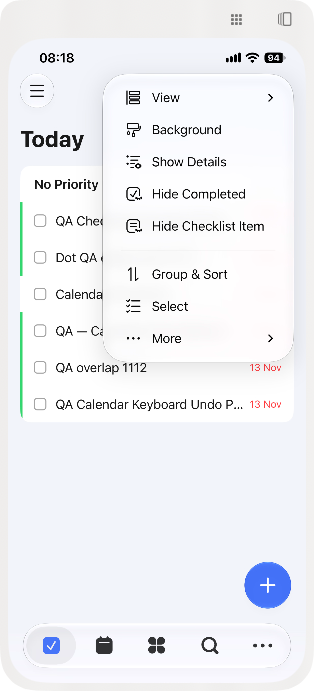 08:18
94
View
Background
Today
Show Details
No Priority
Hide Completed
QA Chec
Hide Checklist Item
Dot QA
Calenda
Group & Sort
QA — Ca
Select
More
QA overlap 1112
13 Nov
QA Calendar Keyboard Undo P...
13 Nov